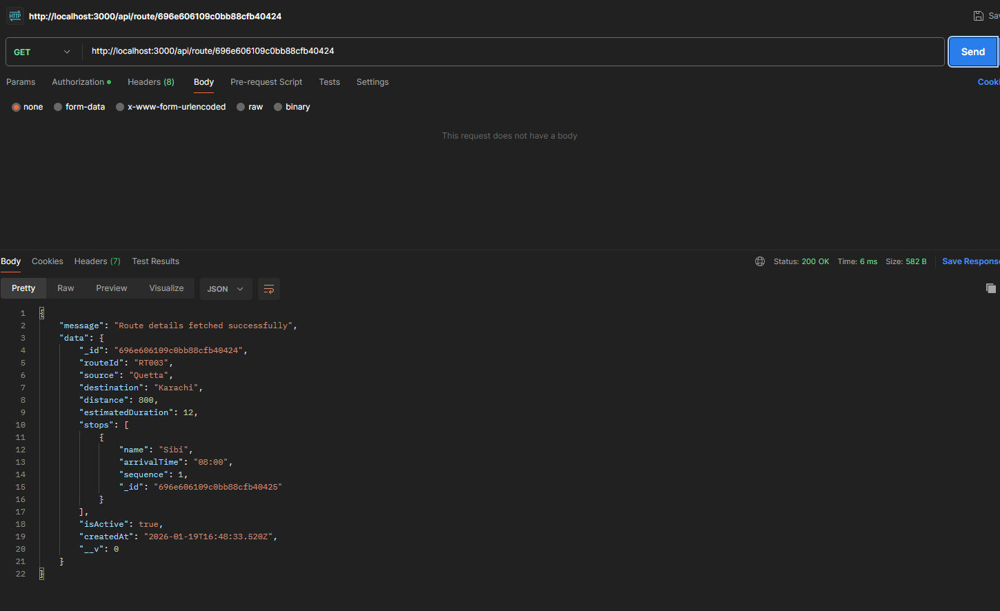 HTTP http://localhost:3000/api/route/696e606109c0bb88cfb40424 Sav
GET http://localhost:3000/api/route/696e606109c0bb88cfb40424 Send
Params Authorization Headers (8) Body Pre-request Script Tests Settings Cooki
none form-data x-www-form-urlencoded raw binary
This request does not have a body
Body Cookies Headers (7) Test Results Status: 200 OK Time: 6 ms Size: 582 B Save Response
Pretty Raw Preview Visualize JSON
1 {
2 "message": "Route details fetched successfully",
3 "data": {
4 "_id": "696e606109c0bb88cfb40424",
5 "routeId": "RT003",
6 "source": "Quetta",
7 "destination": "Karachi",
8 "distance": 800,
9 "estimatedDuration": 12,
10 "stops": [
11 {
12 "name": "Sibi",
13 "arrivalTime": "08:00",
14 "sequence": 1,
15 "_id": "696e606109c0bb88cfb40425"
16 }
17 ],
18 "isActive": true,
19 "createdAt": "2026-01-19T16:48:33.520Z",
20 "__v": 0
21 }
22 }